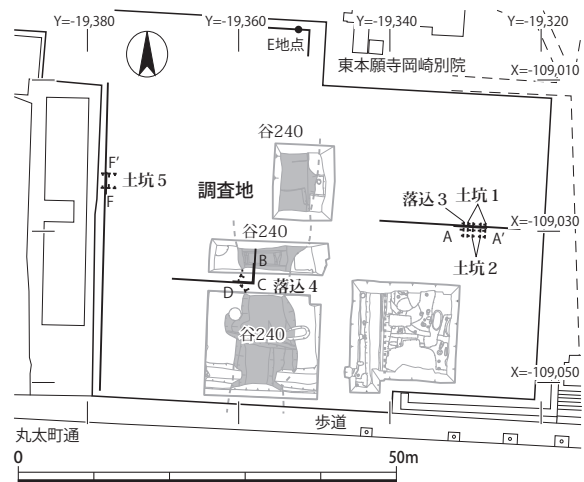 Y=-19,380
Y=-19,360
Y=-19,340
Y=-19,320
E地点
東本願寺岡崎別院
X=-109,010
谷240
F'
土坑5
F
調査地
落込3
土坑1
谷240
X=-109,030
A
A'
B
土坑2
D
C
落込4
谷240
X=-109,050
歩道
丸太町通
0
50m